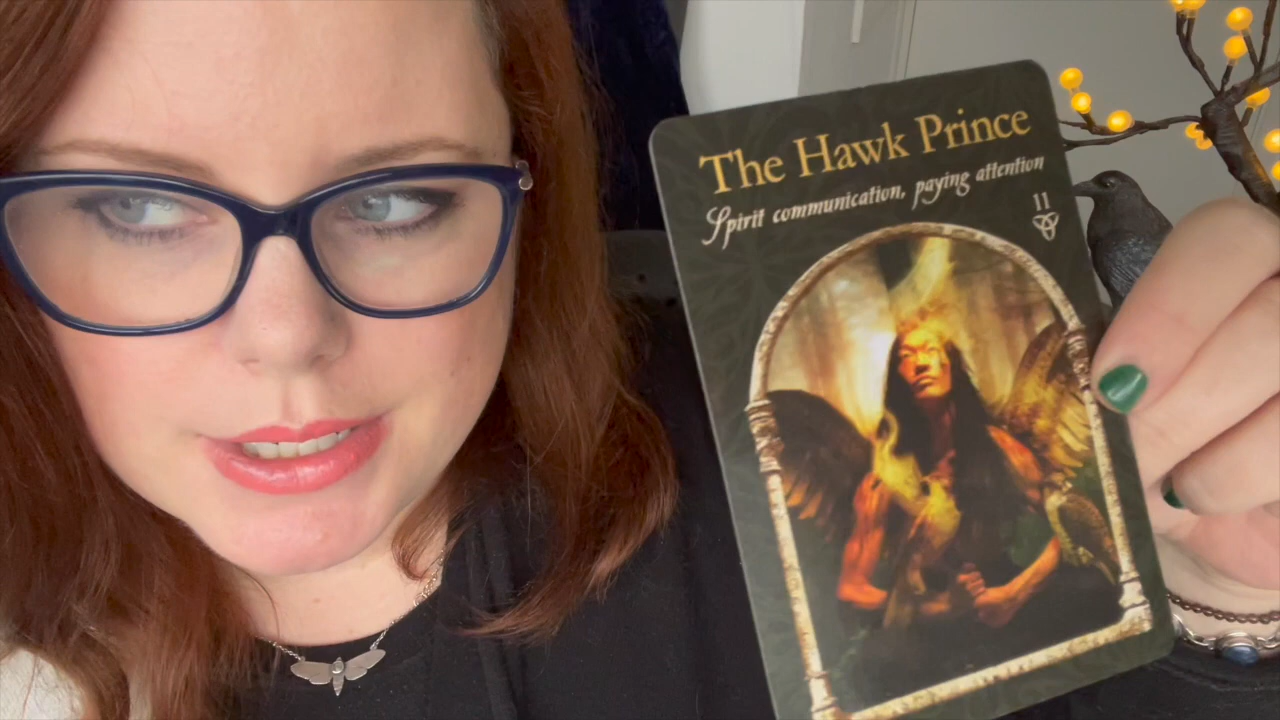 The Hawk Prince
Spirit communication, paying attention
11